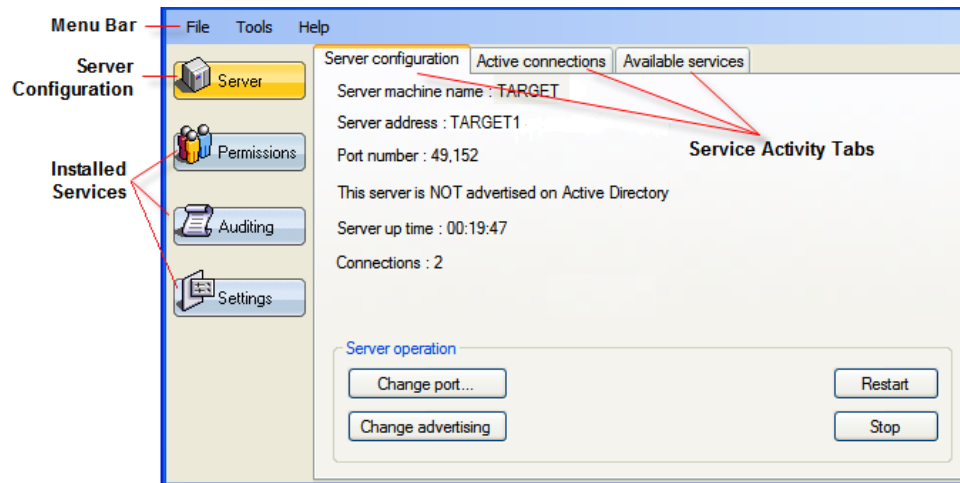 Menu Bar
File Tools Help
Server
Configuration
Server
Server configuration Active connections Available services
Server machine name : TARGET
Server address : TARGET1
Port number : 49,152
This server is NOT advertised on Active Directory
Server up time : 00:19:47
Connections : 2
Service Activity Tabs
Installed
Services
Permissions
Auditing
Settings
Server operation
Change port...
Restart
Change advertising
Stop